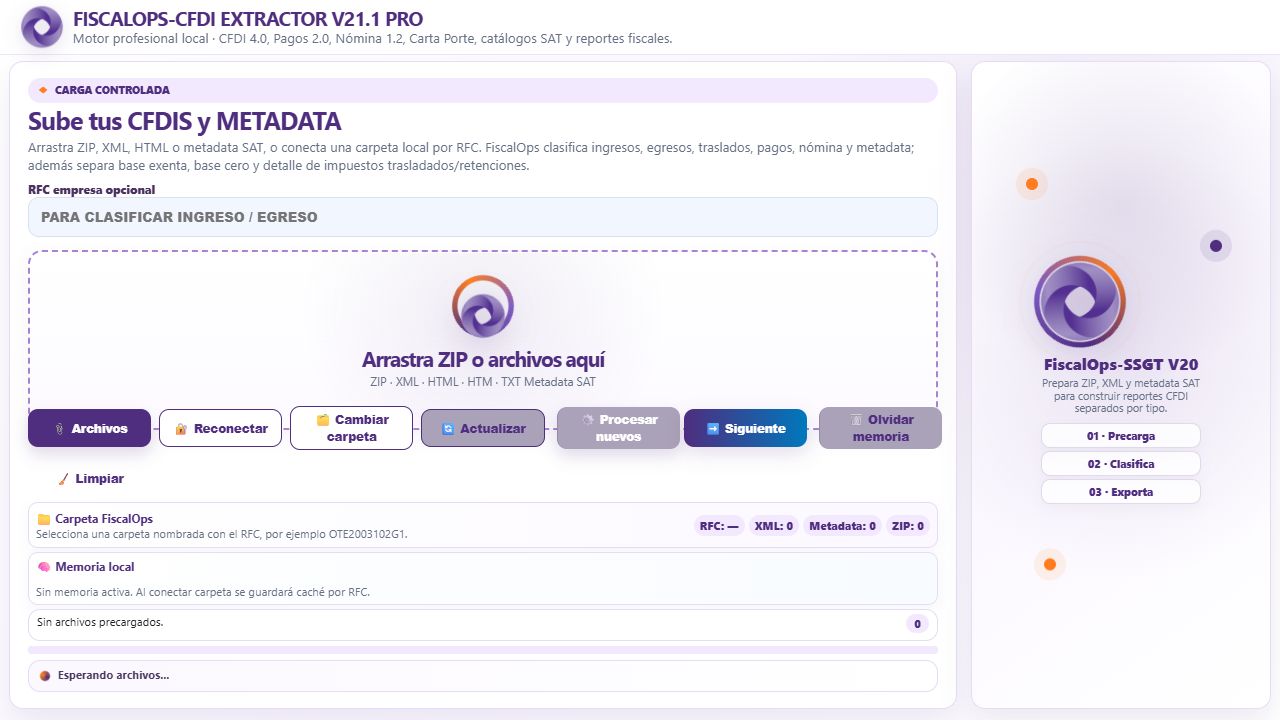 FISCALOPS-CFDI EXTRACTOR V21.1 PRO
Motor profesional local · CFDI 4.0, Pagos 2.0, Nómina 1.2, Carta Porte, catálogos SAT y reportes fiscales.
CARGA CONTROLADA
Sube tus CFDIS y METADATA
Arrastra ZIP, XML, HTML o metadata SAT, o conecta una carpeta local por RFC. FiscalOps clasifica ingresos, egresos, traslados, pagos, nómina y metadata;
además separa base exenta, base cero y detalle de impuestos trasladados/retenciones.
RFC empresa opcional
PARA CLASIFICAR INGRESO / EGRESO
Arrastra ZIP o archivos aquí
ZIP · XML · HTML · HTM · TXT Metadata SAT
Archivos
Reconectar
Cambiar
carpeta
Actualizar
Procesar
nuevos
Siguiente
Olvidar
memoria
Limpiar
Carpeta FiscalOps
Selecciona una carpeta nombrada con el RFC, por ejemplo OTE2003102G1.
RFC: —
XML: 0
Metadata: 0
ZIP: 0
Memoria local
Sin memoria activa. Al conectar carpeta se guardará caché por RFC.
Sin archivos precargados.
0
Esperando archivos...
FiscalOps-SSGT V20
Prepara ZIP, XML y metadata SAT
para construir reportes CFDI
separados por tipo.
01 · Precarga
02 · Clasifica
03 · Exporta